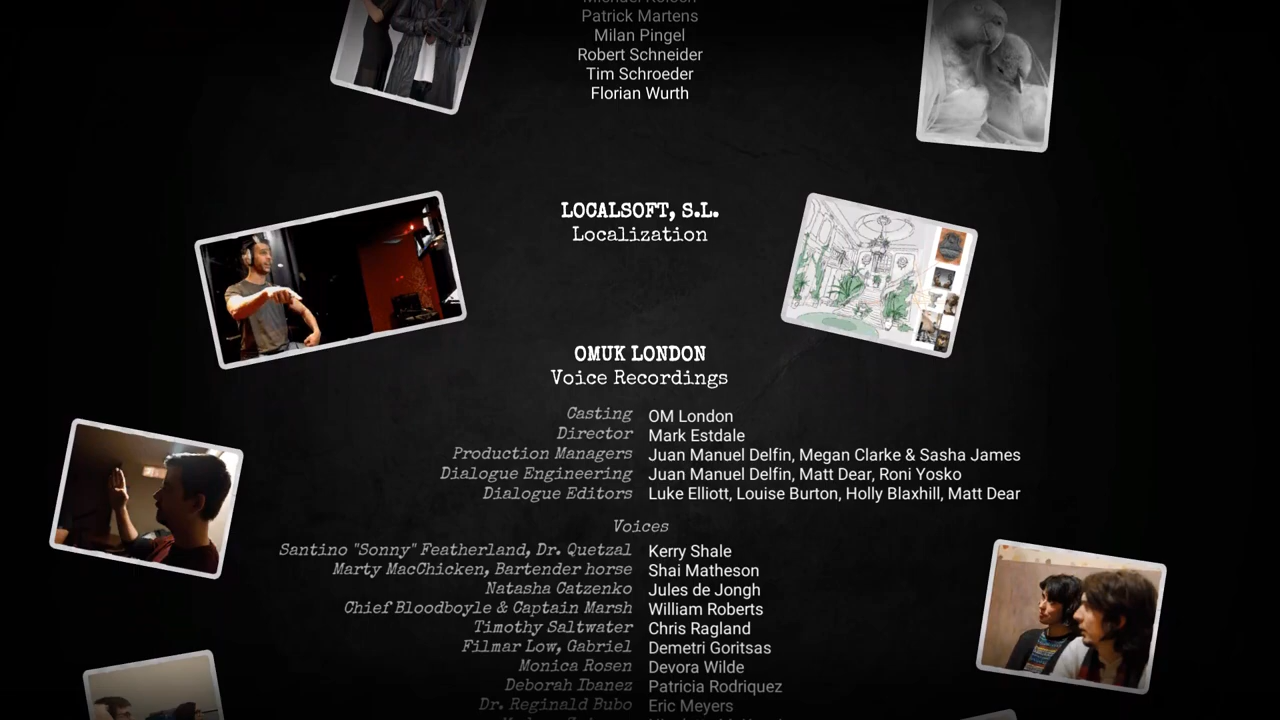 Patrick Martens
Milan Pingel
Robert Schneider
Tim Schroeder
Florian Wurth
LOCALSOFT, S.L.
Localization
OMUK LONDON
Voice Recordings
Casting OM London
Director Mark Estdale
Production Managers Juan Manuel Delfin, Megan Clarke & Sasha James
Dialogue Engineering Juan Manuel Delfin, Matt Dear, Roni Yosko
Dialogue Editors Luke Elliott, Louise Burton, Holly Blaxhill, Matt Dear
Voices
Santino "Sonny" Featherland, Dr. Quetzal Kerry Shale
Marty MacChicken, Bartender horse Shai Matheson
Natasha Catzenko Jules de Jongh
Chief Bloodboyle & Captain Marsh William Roberts
Timothy Saltwater Chris Ragland
Filmar Low, Gabriel Demetri Goritsas
Monica Rosen Devora Wilde
Deborah Ibanez Patricia Rodriquez
Dr. Reginald Bubo Eric Meyers